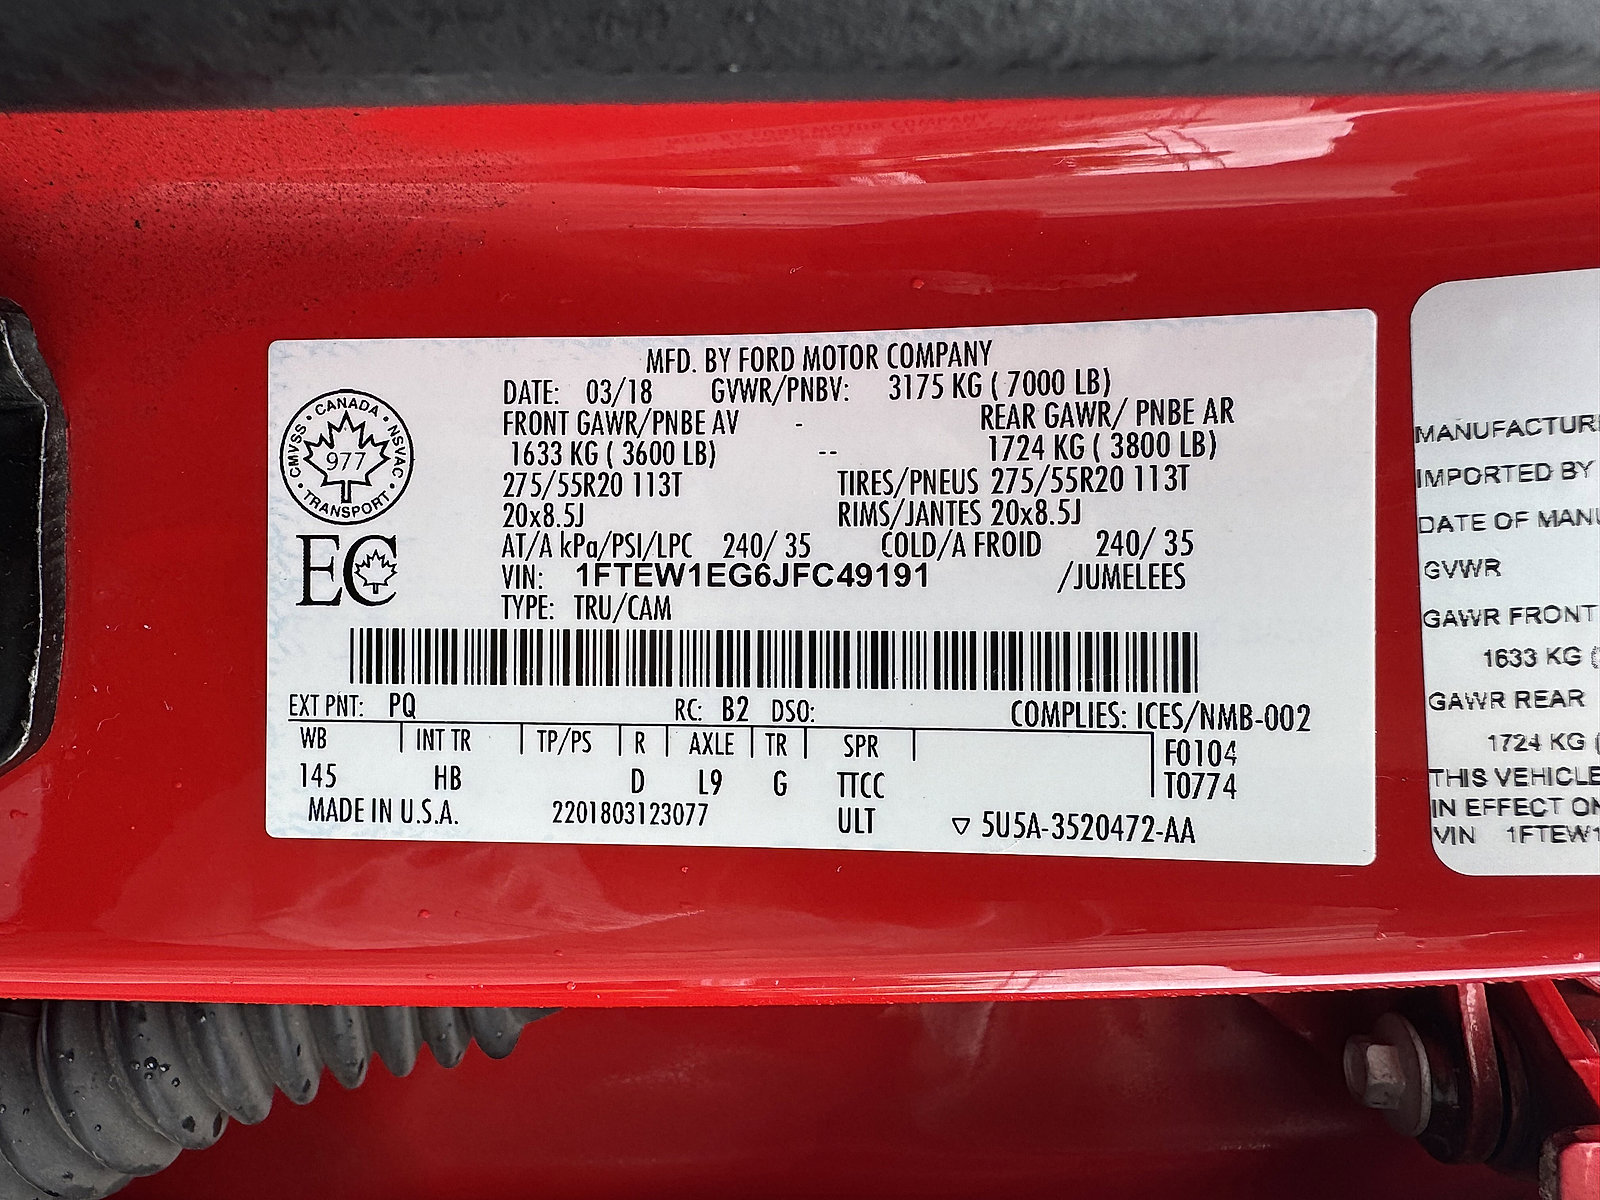 MFD. BY FORD MOTOR COMPANY
DATE: 03/18 GVWR/PNBV: 3175 KG ( 7000 LB)
FRONT GAWR/PNBE AV - REAR GAWR/ PNBE AR
1633 KG ( 3600 LB) -- 1724 KG ( 3800 LB)
275/55R20 113T TIRES/PNEUS 275/55R20 113T
20x8.5J RIMS/JANTES 20x8.5J
AT/A kPa/PSI/LPC 240/ 35 COLD/A FROID 240/ 35
VIN: 1FTEW1EG6JFC49191 /JUMELEES
TYPE: TRU/CAM
CANADA
CMVSS 977 NSVAC
TRANSPORT
EC
EXT PNT: PQ RC: B2 DSO: COMPLIES: ICES/NMB-002
WB INT TR TP/PS R AXLE TR SPR F0104
145 HB D L9 G TTCC T0774
MADE IN U.S.A. 2201803123077 ULT ▽ 5U5A-3520472-AA
MANUFACTUR
IMPORTED BY
DATE OF MANU
GVWR
GAWR FRONT
1633 KG (
GAWR REAR
1724 KG (
THIS VEHICLE
IN EFFECT ON
VIN 1FTEW1